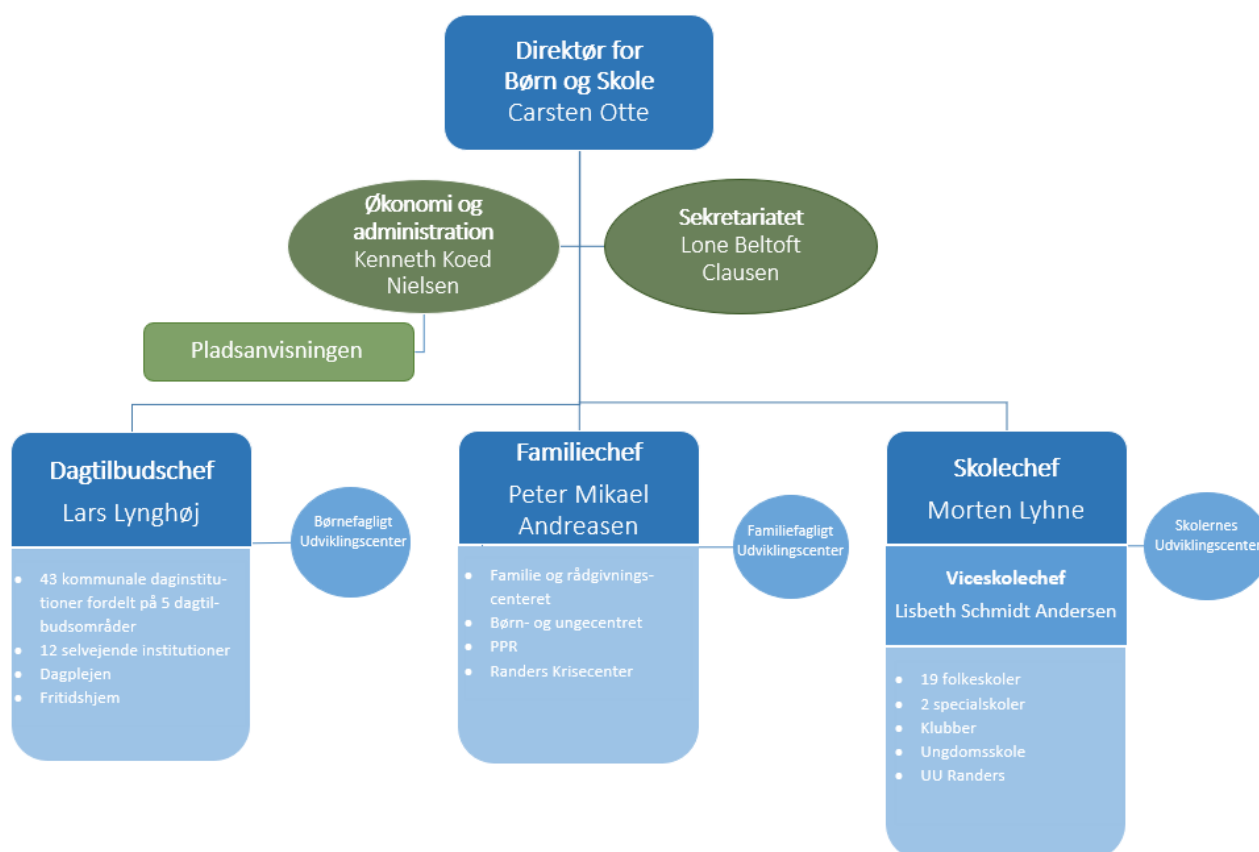 Direktør for
Børn og Skole
Carsten Otte
Økonomi og
administration
Kenneth Koed
Nielsen
Sekretariatet
Lone Beltoft
Clausen
Pladsanvisningen
Dagtilbudschef
Lars Lynghøj
Børnefagligt
Udviklingscenter
• 43 kommunale daginstitu-
tioner fordelt på 5 dagtil-
budsområder
• 12 selvejende institutioner
• Dagplejen
• Fritidshjem
Familiechef
Peter Mikael
Andreasen
Familiefagligt
Udviklingscenter
• Familie og rådgivnings-
centeret
• Børn- og ungecentret
• PPR
• Randers Krisecenter
Skolechef
Morten Lyhne
Skolernes
Udviklingscenter
Viceskolechef
Lisbeth Schmidt Andersen
• 19 folkeskoler
• 2 specialskoler
• Klubber
• Ungdomsskole
• UU Randers